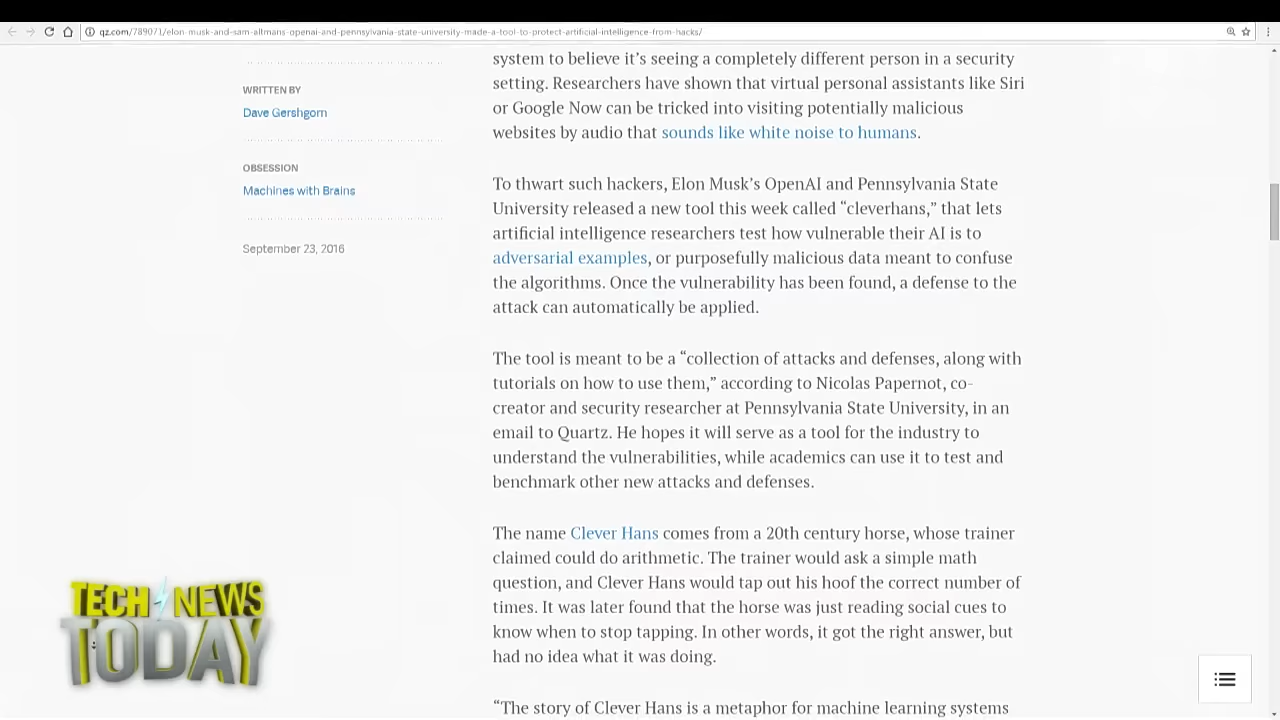 qz.com/789071/elon-musk-and-sam-altmans-openai-and-pennsylvania-state-university-made-a-tool-to-protect-artificial-intelligence-from-hacks/
system to believe it's seeing a completely different person in a security
setting. Researchers have shown that virtual personal assistants like Siri
or Google Now can be tricked into visiting potentially malicious
websites by audio that sounds like white noise to humans.
WRITTEN BY
Dave Gershgorn
OBSESSION
Machines with Brains
September 23, 2016
To thwart such hackers, Elon Musk's OpenAI and Pennsylvania State
University released a new tool this week called “cleverhans,” that lets
artificial intelligence researchers test how vulnerable their AI is to
adversarial examples, or purposefully malicious data meant to confuse
the algorithms. Once the vulnerability has been found, a defense to the
attack can automatically be applied.
The tool is meant to be a “collection of attacks and defenses, along with
tutorials on how to use them,” according to Nicolas Papernot, co-
creator and security researcher at Pennsylvania State University, in an
email to Quartz. He hopes it will serve as a tool for the industry to
understand the vulnerabilities, while academics can use it to test and
benchmark other new attacks and defenses.
The name Clever Hans comes from a 20th century horse, whose trainer
claimed could do arithmetic. The trainer would ask a simple math
question, and Clever Hans would tap out his hoof the correct number of
times. It was later found that the horse was just reading social cues to
know when to stop tapping. In other words, it got the right answer, but
had no idea what it was doing.
“The story of Clever Hans is a metaphor for machine learning systems
TECH NEWS
TODAY